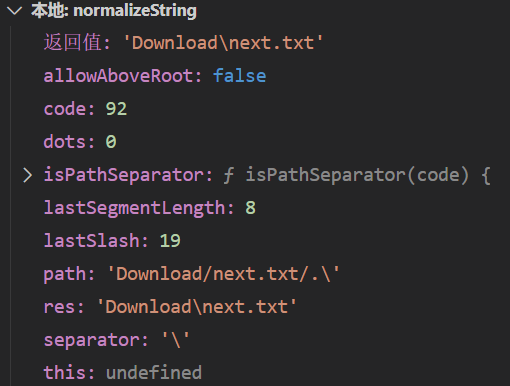 本地: normalizeString
返回值: 'Download\next.txt'
allowAboveRoot: false
code: 92
dots: 0
isPathSeparator: ƒ isPathSeparator(code) {
lastSegmentLength: 8
lastSlash: 19
path: 'Download/next.txt/.\'
res: 'Download\next.txt'
separator: '\'
this: undefined